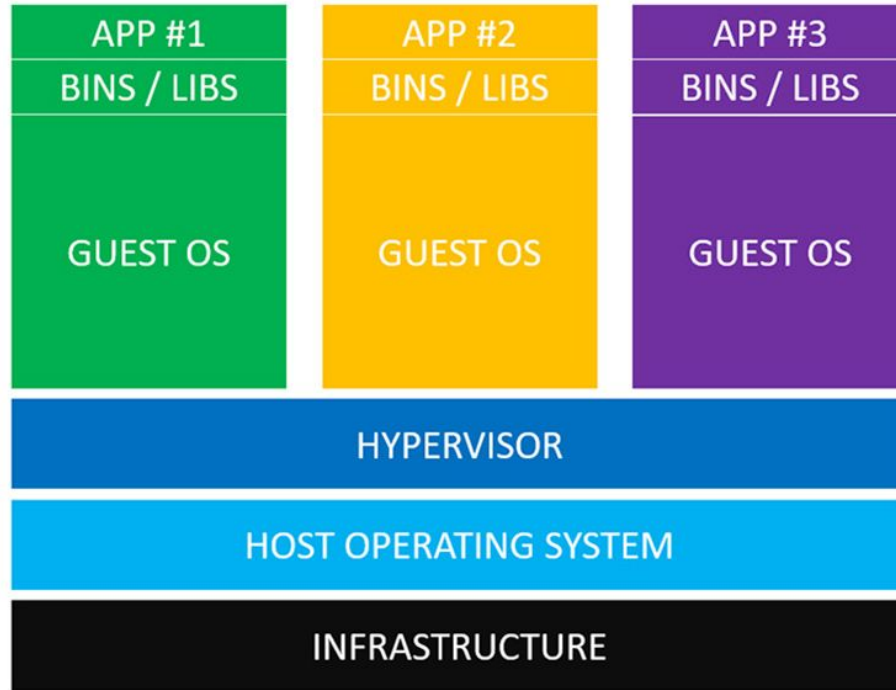 APP #1
BINS / LIBS
GUEST OS
APP #2
BINS / LIBS
GUEST OS
APP #3
BINS / LIBS
GUEST OS
HYPERVISOR
HOST OPERATING SYSTEM
INFRASTRUCTURE